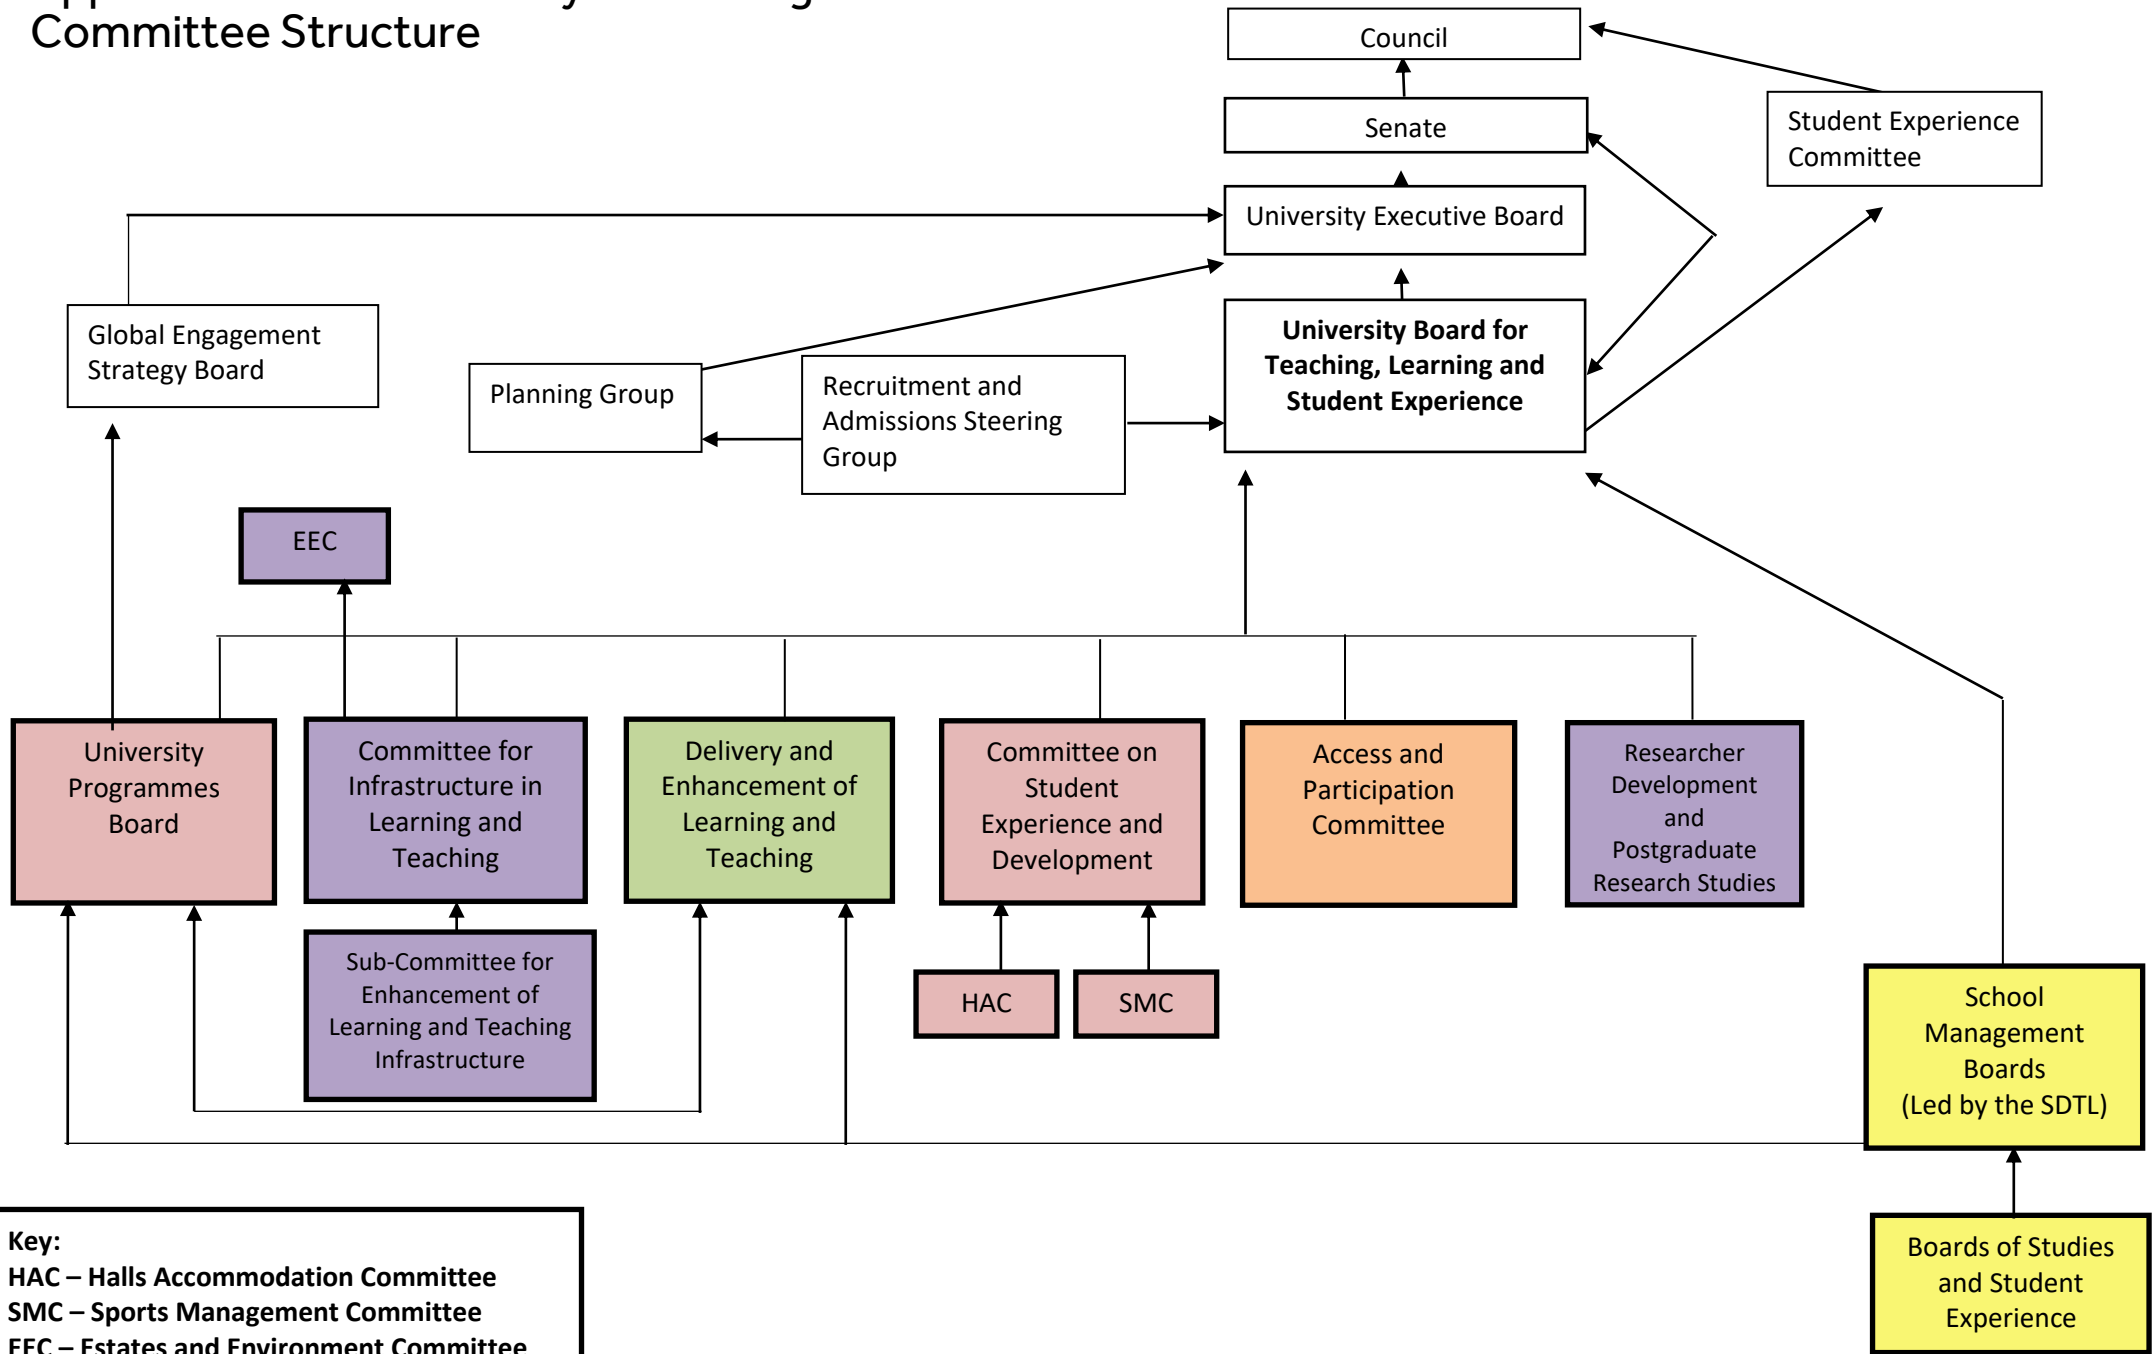 Committee Structure
Council
Senate
Student Experience
Committee
University Executive Board
Global Engagement
Strategy Board
University Board for
Teaching, Learning and
Student Experience
Planning Group
Recruitment and
Admissions Steering
Group
EEC
University
Programmes
Board
Committee for
Infrastructure in
Learning and
Teaching
Delivery and
Enhancement of
Learning and
Teaching
Committee on
Student
Experience and
Development
Access and
Participation
Committee
Researcher
Development
and
Postgraduate
Research Studies
Sub-Committee for
Enhancement of
Learning and Teaching
Infrastructure
HAC
SMC
School
Management
Boards
(Led by the SDTL)
Boards of Studies
and Student
Experience
Key:
HAC – Halls Accommodation Committee
SMC – Sports Management Committee
EEC – Estates and Environment Committee